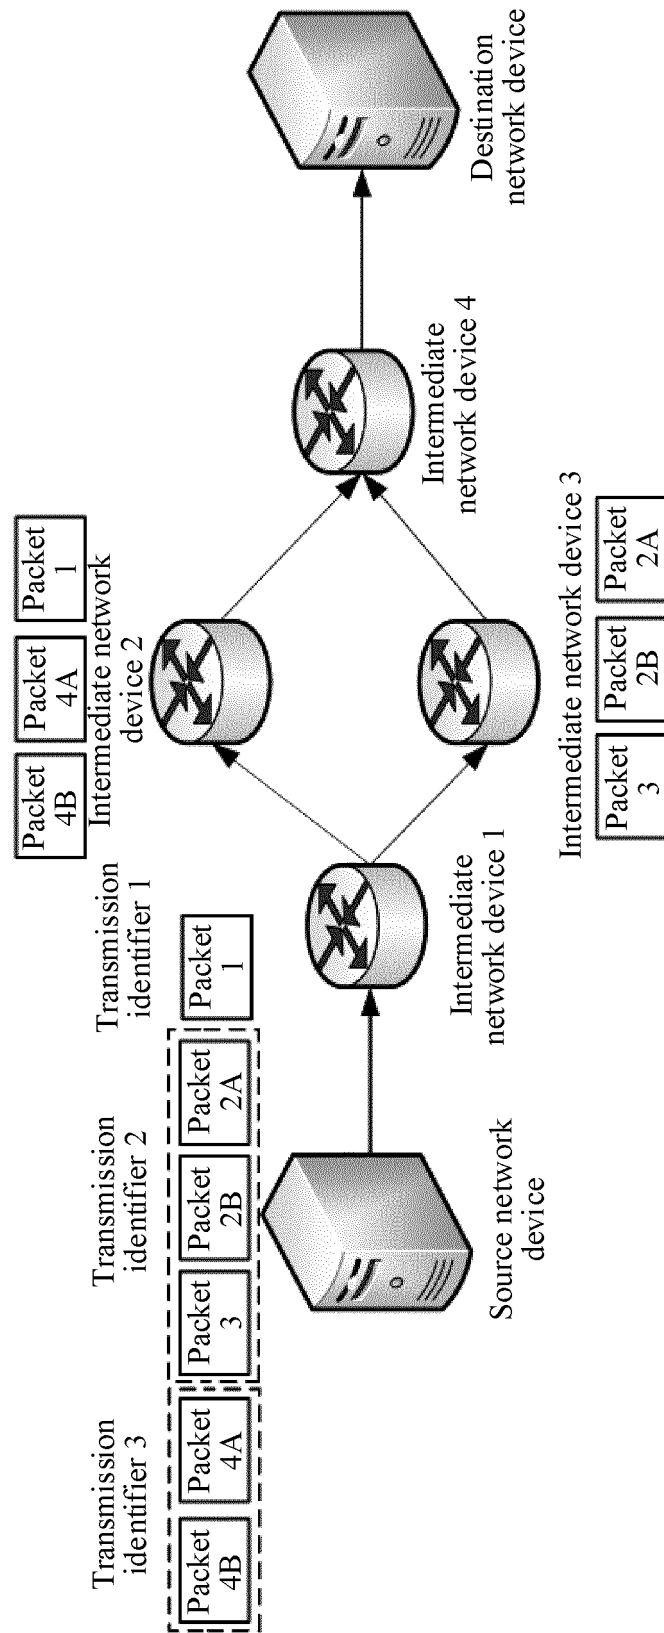 Transmission
identifier 3
Transmission
identifier 2
Transmission
identifier 1
Packet
4B
Packet
4A
Packet
3
Packet
2B
Packet
2A
Packet
1
Source network
device
Intermediate
network device 1
Packet
4B
Packet
4A
Packet
1
Intermediate network
device 2
Intermediate network device 3
Packet
3
Packet
2B
Packet
2A
Intermediate
network device 4
Destination
network device